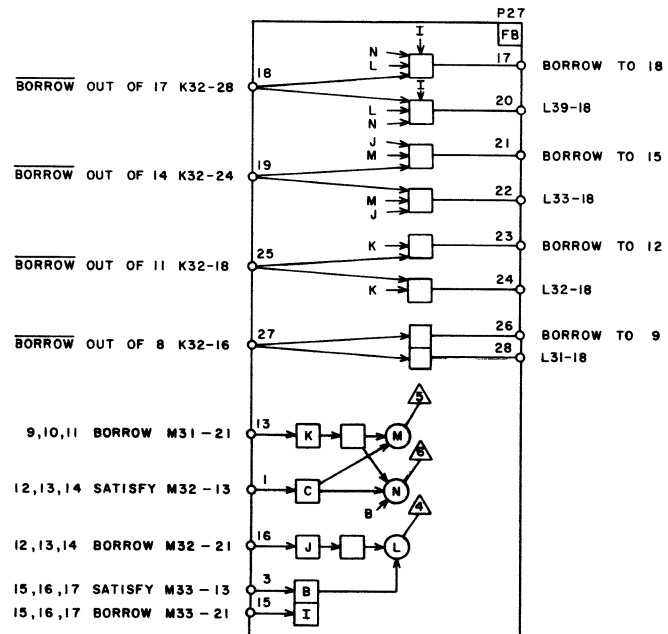 P27
FB
I
N
L
17 BORROW TO 18
BORROW OUT OF 17 K32-28 18
I
L
N
20 L39-18
J
M
21 BORROW TO 15
BORROW OUT OF 14 K32-24 19
M
J
22 L33-18
K
23 BORROW TO 12
BORROW OUT OF 11 K32-18 25
K
24 L32-18
BORROW OUT OF 8 K32-16 27
26 BORROW TO 9
28 L31-18
5
9,10,11 BORROW M31-21 13 K M
6
12,13,14 SATISFY M32-13 1 C N
B
4
12,13,14 BORROW M32-21 16 J L
15,16,17 SATISFY M33-13 3 B
15,16,17 BORROW M33-21 15 I